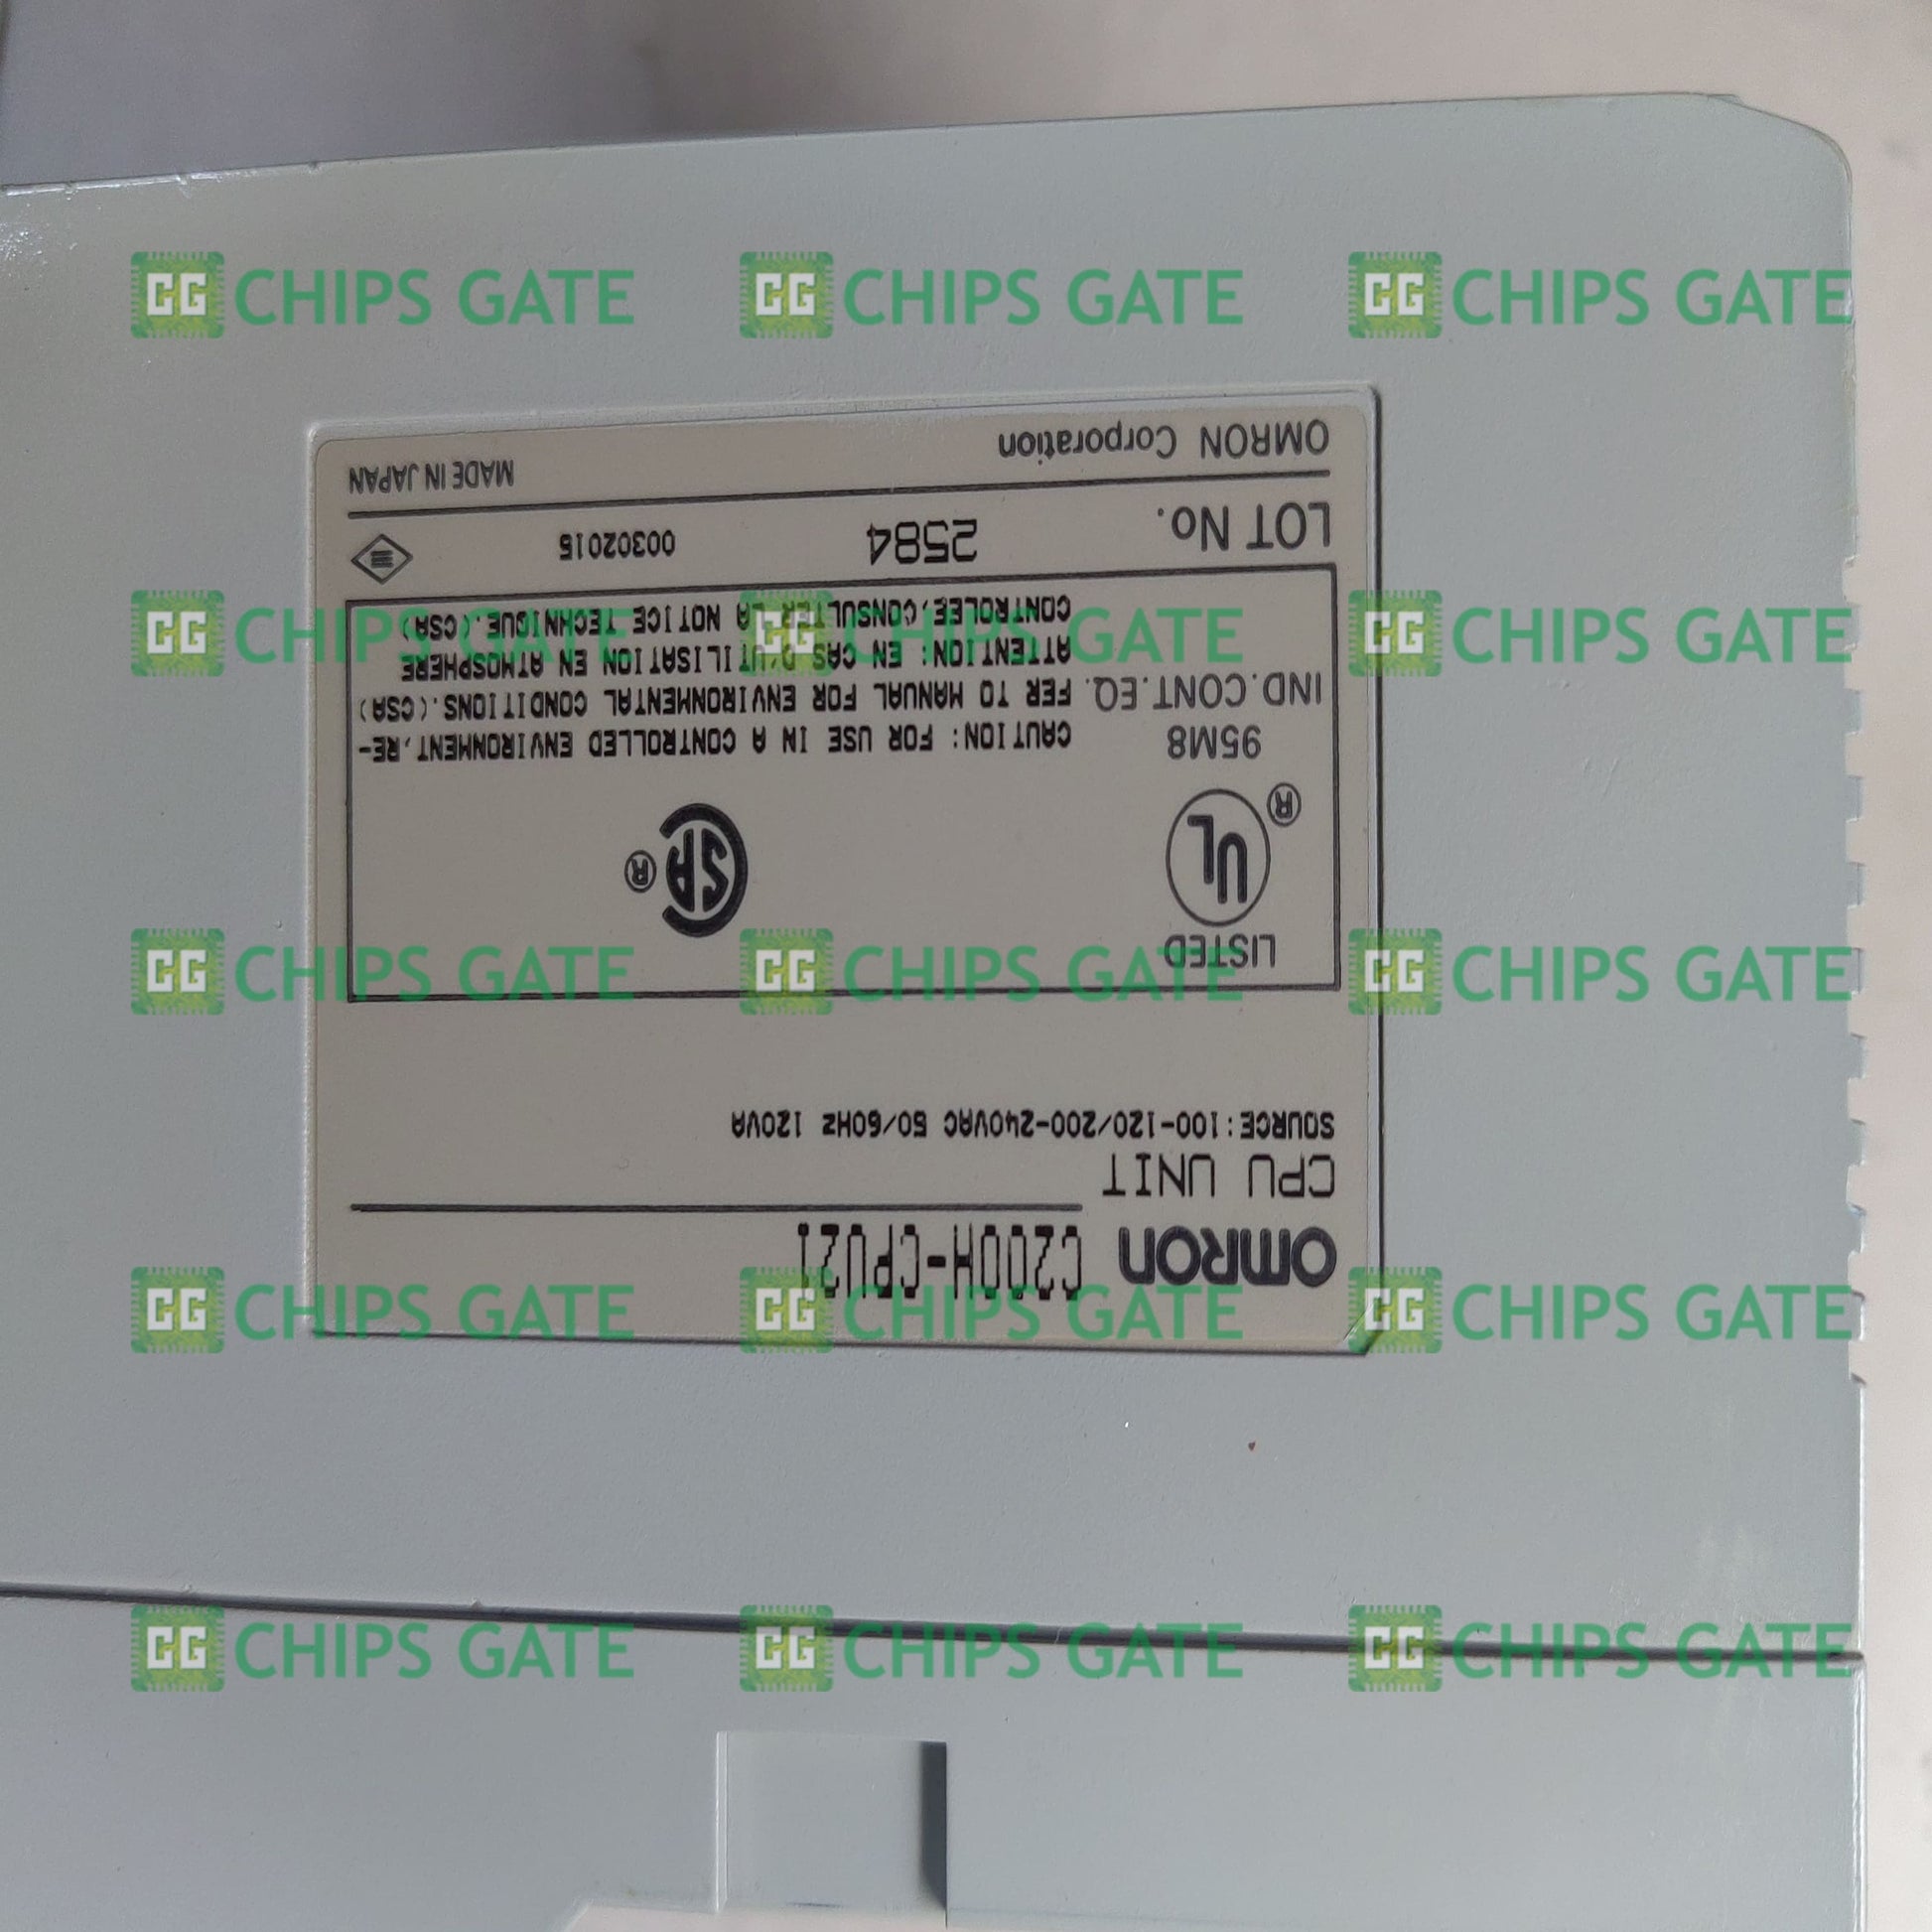 OMRON C200H-CPU21
CPU UNIT
SOURCE:100-120/200-240VAC 50/60Hz 120VA
LISTED
UL ®
SA ®
95M8
IND.CONT.EQ.
CAUTION: FOR USE IN A CONTROLLED ENVIRONMENT,RE-
FER TO MANUAL FOR ENVIRONMENTAL CONDITIONS.(CSA)
ATTENTION: EN CAS D'UTILISATION EN ATMOSPHERE
CONTROLEE,CONSULTER LA NOTICE TECHNIQUE.(CSA)
LOT No. 2584 00302015
OMRON Corporation MADE IN JAPAN
CG CHIPS GATE CG CHIPS GATE CG CHIPS GATE
CG CHIPS GATE CG CHIPS GATE CG CHIPS GATE
CG CHIPS GATE CG CHIPS GATE CG CHIPS GATE
CG CHIPS GATE CG CHIPS GATE CG CHIPS GATE
CG CHIPS GATE CG CHIPS GATE CG CHIPS GATE